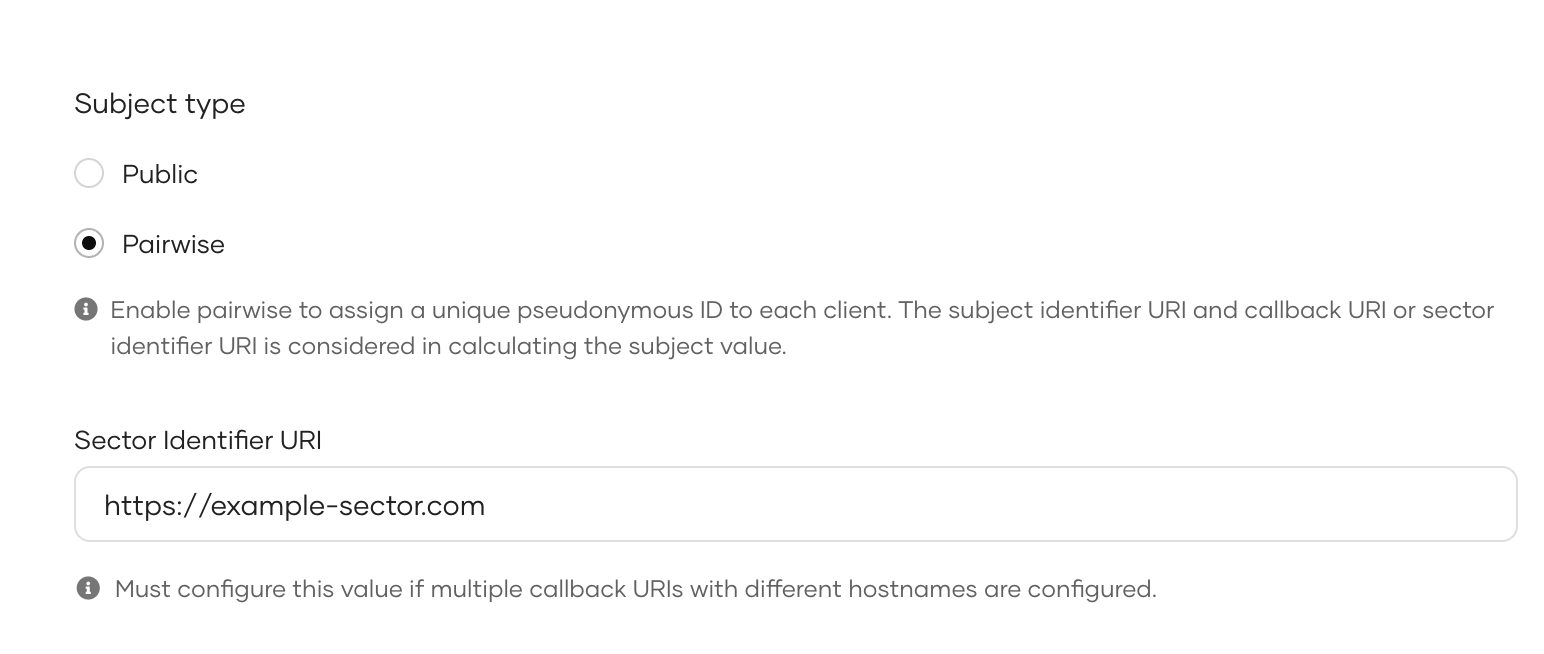 Subject type
Public
Pairwise
Enable pairwise to assign a unique pseudonymous ID to each client. The subject identifier URI and callback URI or sector
identifier URI is considered in calculating the subject value.
Sector Identifier URI
https://example-sector.com
Must configure this value if multiple callback URIs with different hostnames are configured.